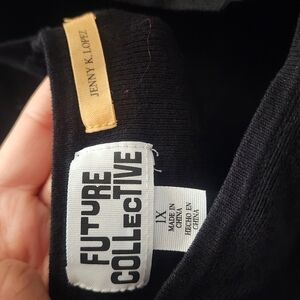 JENNY K. LOPEZ
FUTURE
COLLECTIVE
1X
MADE IN
CHINA
HECHO EN
CHINA